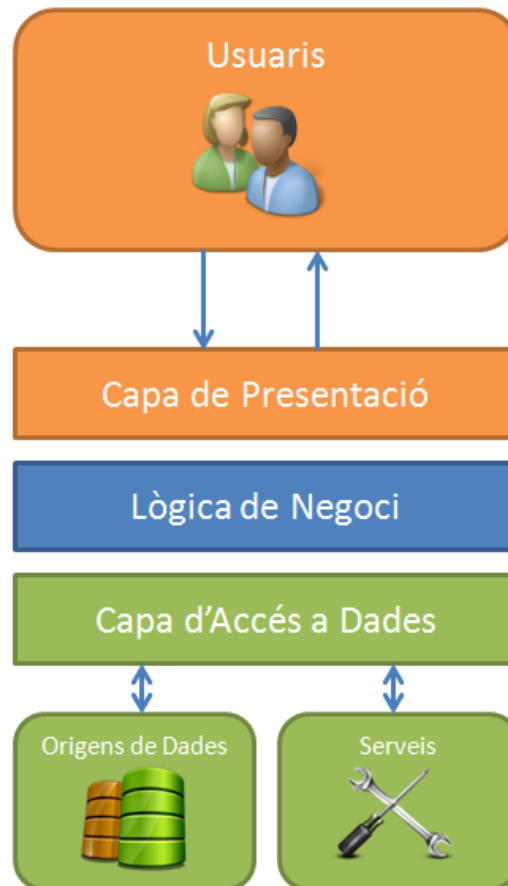 Usuaris
Capa de Presentació
Lògica de Negoci
Capa d’Accés a Dades
Origens de Dades
Serveis